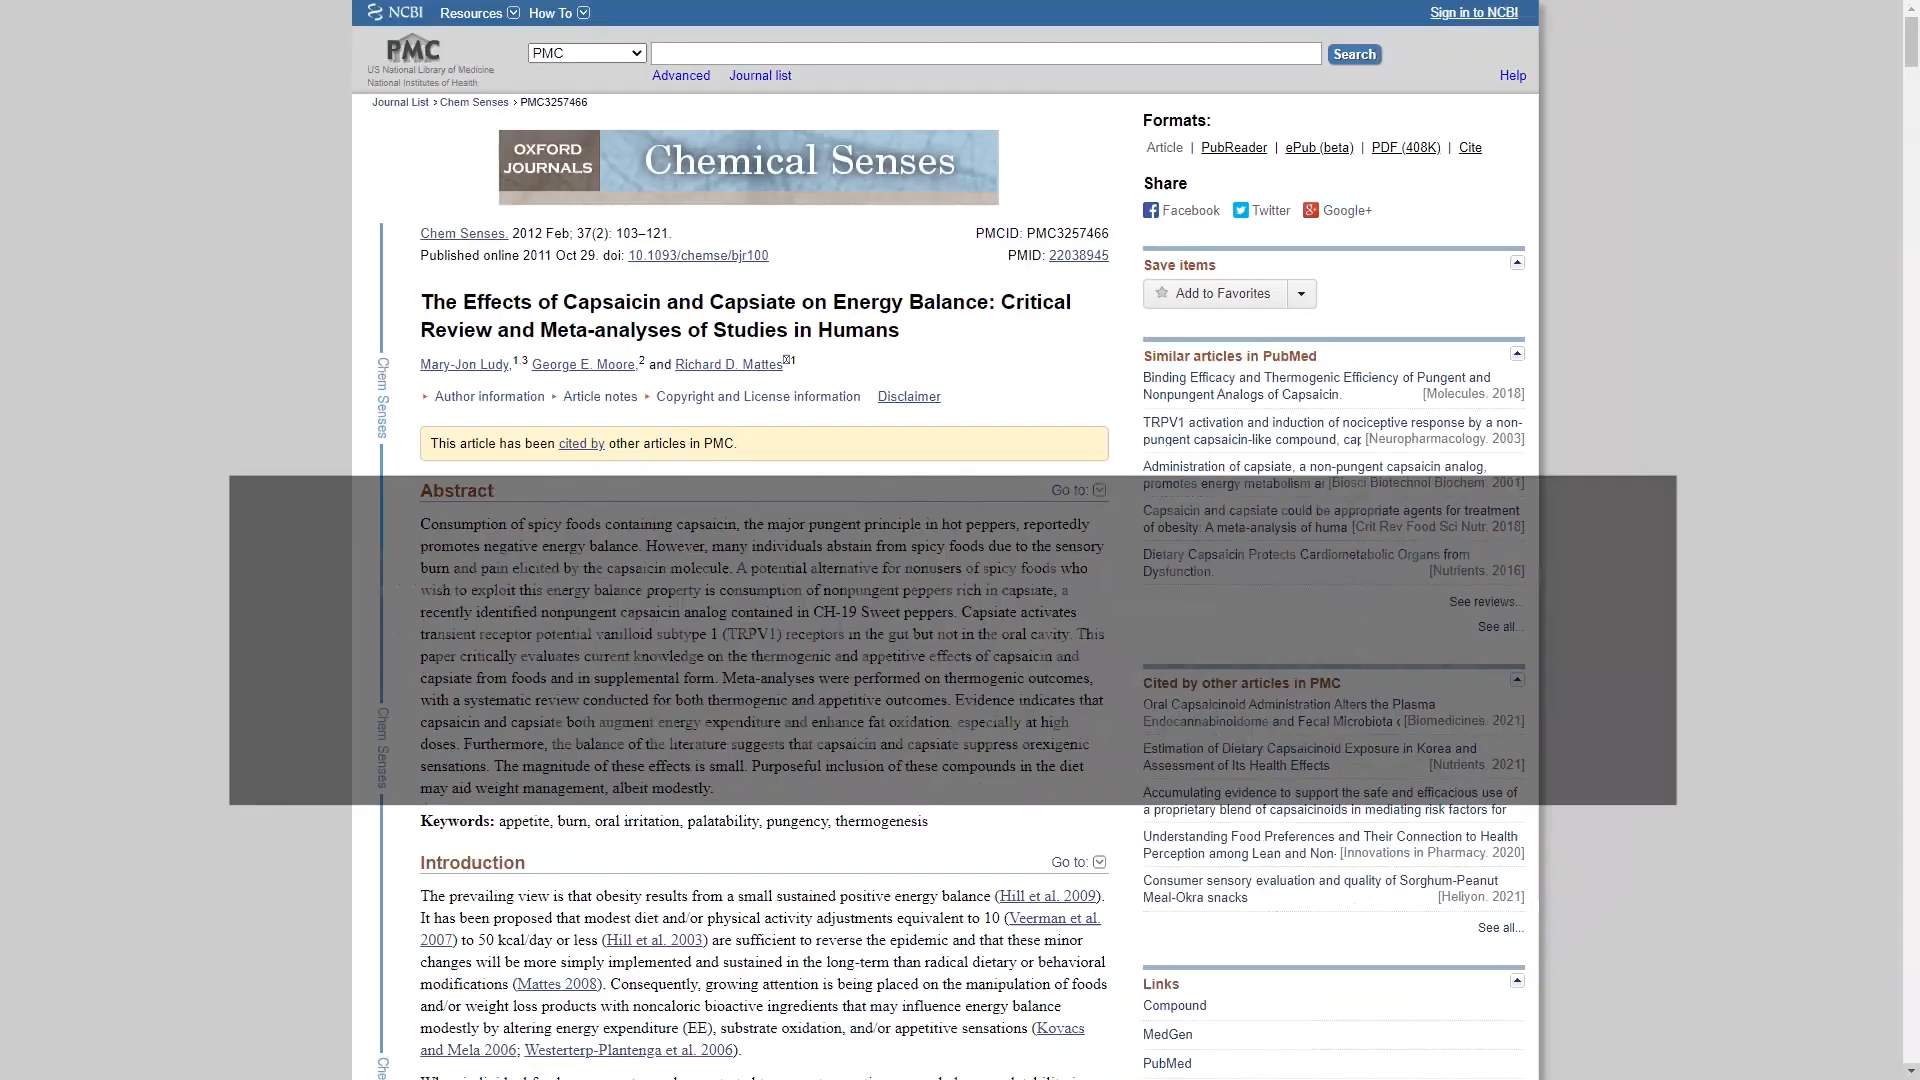 NCBI Resources How To Sign in to NCBI
PMC
US National Library of Medicine
National Institutes of Health
PMC Search
Advanced Journal list Help
Journal List > Chem Senses > PMC3257466
OXFORD JOURNALS Chemical Senses
Chem Senses. 2012 Feb; 37(2): 103–121. PMCID: PMC3257466
Published online 2011 Oct 29. doi: 10.1093/chemse/bjr100 PMID: 22038945
The Effects of Capsaicin and Capsiate on Energy Balance: Critical
Review and Meta-analyses of Studies in Humans
Mary-Jon Ludy,1,3 George E. Moore,2 and Richard D. Mattes1
Author information Article notes Copyright and License information Disclaimer
This article has been cited by other articles in PMC.
Abstract Go to:
Consumption of spicy foods containing capsaicin, the major pungent principle in hot peppers, reportedly
promotes negative energy balance. However, many individuals abstain from spicy foods due to the sensory
burn and pain elicited by the capsaicin molecule. A potential alternative for nonusers of spicy foods who
wish to exploit this energy balance property is consumption of nonpungent peppers rich in capsiate, a
recently identified nonpungent capsaicin analog contained in CH-19 Sweet peppers. Capsiate activates
transient receptor potential vanilloid subtype 1 (TRPV1) receptors in the gut but not in the oral cavity. This
paper critically evaluates current knowledge on the thermogenic and appetitive effects of capsaicin and
capsiate from foods and in supplemental form. Meta-analyses were performed on thermogenic outcomes,
with a systematic review conducted for both thermogenic and appetitive outcomes. Evidence indicates that
capsaicin and capsiate both augment energy expenditure and enhance fat oxidation, especially at high
doses. Furthermore, the balance of the literature suggests that capsaicin and capsiate suppress orexigenic
sensations. The magnitude of these effects is small. Purposeful inclusion of these compounds in the diet
may aid weight management, albeit modestly.
Keywords: appetite, burn, oral irritation, palatability, pungency, thermogenesis
Introduction Go to:
The prevailing view is that obesity results from a small sustained positive energy balance (Hill et al. 2009).
It has been proposed that modest diet and/or physical activity adjustments equivalent to 10 (Veerman et al.
2007) to 50 kcal/day or less (Hill et al. 2003) are sufficient to reverse the epidemic and that these minor
changes will be more simply implemented and sustained in the long-term than radical dietary or behavioral
modifications (Mattes 2008). Consequently, growing attention is being placed on the manipulation of foods
and/or weight loss products with noncaloric bioactive ingredients that may influence energy balance
modestly by altering energy expenditure (EE), substrate oxidation, and/or appetitive sensations (Kovacs
and Mela 2006; Westerterp-Plantenga et al. 2006).
Chem Senses
Chem Senses
Che
Formats:
Article | PubReader | ePub (beta) | PDF (408K) | Cite
Share
Facebook Twitter Google+
Save items
Add to Favorites
Similar articles in PubMed
Binding Efficacy and Thermogenic Efficiency of Pungent and
Nonpungent Analogs of Capsaicin. [Molecules. 2018]
TRPV1 activation and induction of nociceptive response by a non-
pungent capsaicin-like compound, cap [Neuropharmacology. 2003]
Administration of capsiate, a non-pungent capsaicin analog,
promotes energy metabolism a [Biosci Biotechnol Biochem. 2001]
Capsaicin and capsiate could be appropriate agents for treatment
of obesity: A meta-analysis of huma [Crit Rev Food Sci Nutr. 2018]
Dietary Capsaicin Protects Cardiometabolic Organs from
Dysfunction. [Nutrients. 2016]
See reviews...
See all...
Cited by other articles in PMC
Oral Capsaicinoid Administration Alters the Plasma
Endocannabinoidome and Fecal Microbiota [Biomedicines. 2021]
Estimation of Dietary Capsaicinoid Exposure in Korea and
Assessment of Its Health Effects [Nutrients. 2021]
Accumulating evidence to support the safe and efficacious use of
a proprietary blend of capsaicinoids in mediating risk factors for
Understanding Food Preferences and Their Connection to Health
Perception among Lean and Non- [Innovations in Pharmacy. 2020]
Consumer sensory evaluation and quality of Sorghum-Peanut
Meal-Okra snacks [Heliyon. 2021]
See all...
Links
Compound
MedGen
PubMed